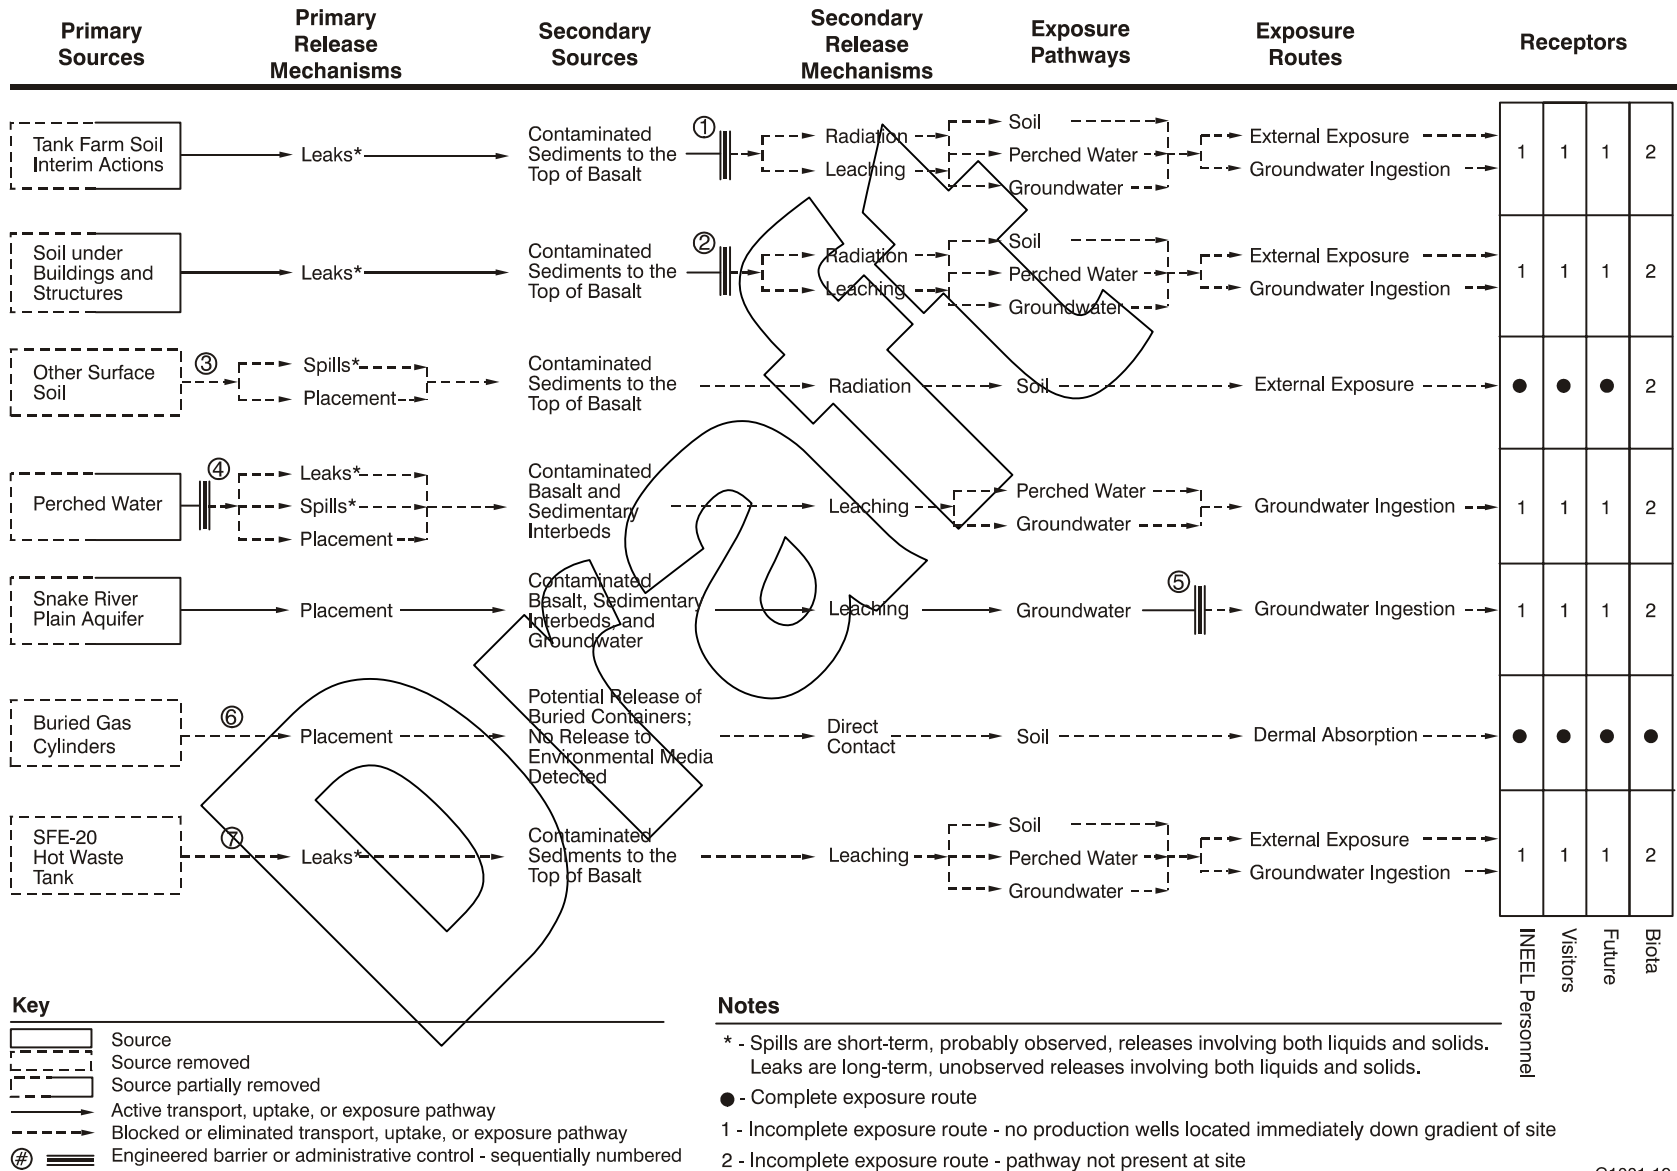 Primary
Sources
Primary
Release
Mechanisms
Secondary
Sources
Secondary
Release
Mechanisms
Exposure
Pathways
Exposure
Routes
Receptors
Tank Farm Soil
Interim Actions
Leaks*
Contaminated
Sediments to the
Top of Basalt
1
Radiation
Leaching
Soil
Perched Water
Groundwater
External Exposure
Groundwater Ingestion
1 1 1 2
Soil under
Buildings and
Structures
Leaks*
Contaminated
Sediments to the
Top of Basalt
2
Radiation
Leaching
Soil
Perched Water
Groundwater
External Exposure
Groundwater Ingestion
1 1 1 2
Other Surface
Soil
3
Spills*
Placement
Contaminated
Sediments to the
Top of Basalt
Radiation
Soil
External Exposure
● ● ● 2
Perched Water
4
Leaks*
Spills*
Placement
Contaminated
Basalt and
Sedimentary
Interbeds
Leaching
Perched Water
Groundwater
Groundwater Ingestion
1 1 1 2
Snake River
Plain Aquifer
Placement
Contaminated
Basalt, Sedimentary
Interbeds, and
Groundwater
Leaching
Groundwater
5
Groundwater Ingestion
1 1 1 2
Buried Gas
Cylinders
6
Placement
Potential Release of
Buried Containers;
No Release to
Environmental Media
Detected
Direct
Contact
Soil
Dermal Absorption
● ● ● ●
SFE-20
Hot Waste
Tank
7
Leaks*
Contaminated
Sediments to the
Top of Basalt
Leaching
Soil
Perched Water
Groundwater
External Exposure
Groundwater Ingestion
1 1 1 2
INEEL Personnel
Visitors
Future
Biota
Draft
Key
Source
Source removed
Source partially removed
Active transport, uptake, or exposure pathway
Blocked or eliminated transport, uptake, or exposure pathway
# Engineered barrier or administrative control - sequentially numbered
Notes
* - Spills are short-term, probably observed, releases involving both liquids and solids.
Leaks are long-term, unobserved releases involving both liquids and solids.
● - Complete exposure route
1 - Incomplete exposure route - no production wells located immediately down gradient of site
2 - Incomplete exposure route - pathway not present at site